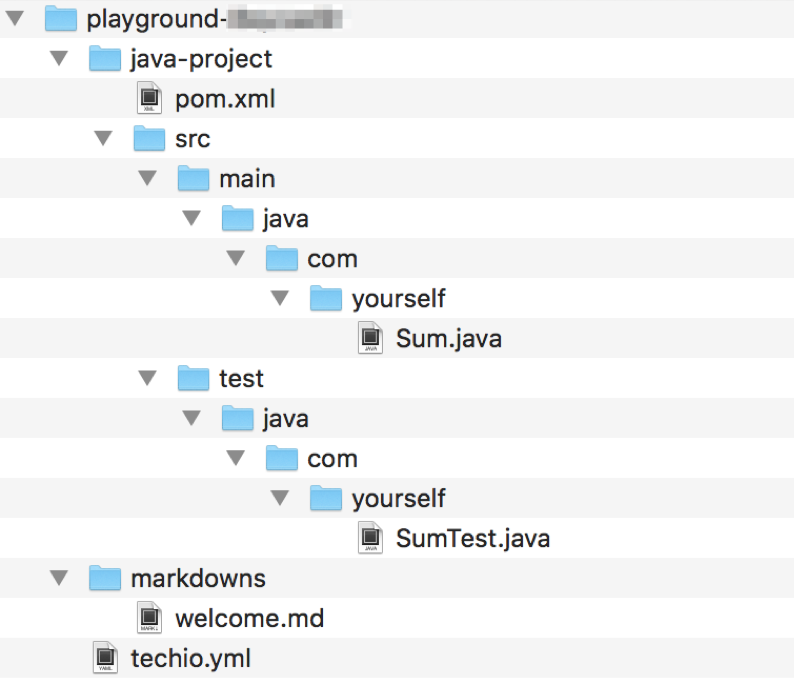 playground-
java-project
pom.xml
src
main
java
com
yourself
Sum.java
test
java
com
yourself
SumTest.java
markdowns
welcome.md
techio.yml